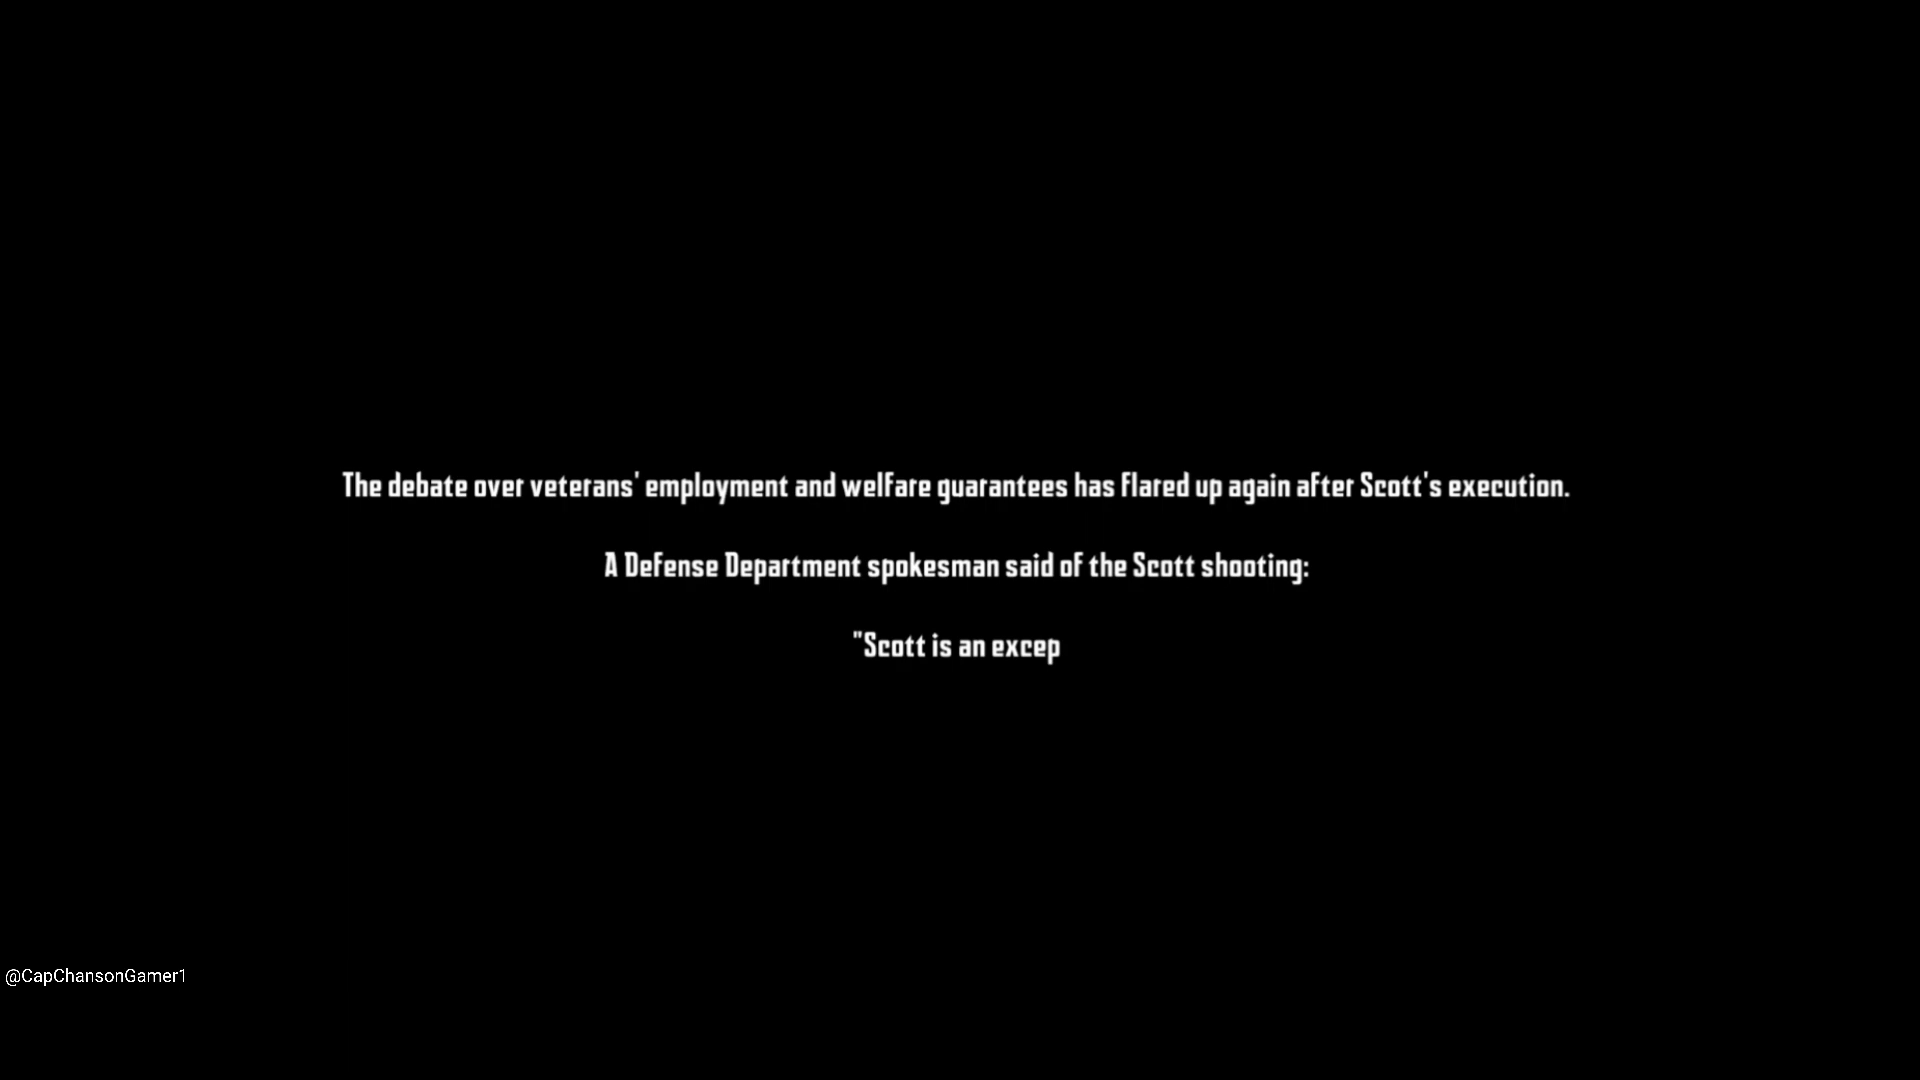 The debate over veterans' employment and welfare guarantees has flared up again after Scott's execution.
A Defense Department spokesman said of the Scott shooting:
"Scott is an excep
@CapChansonGamer1